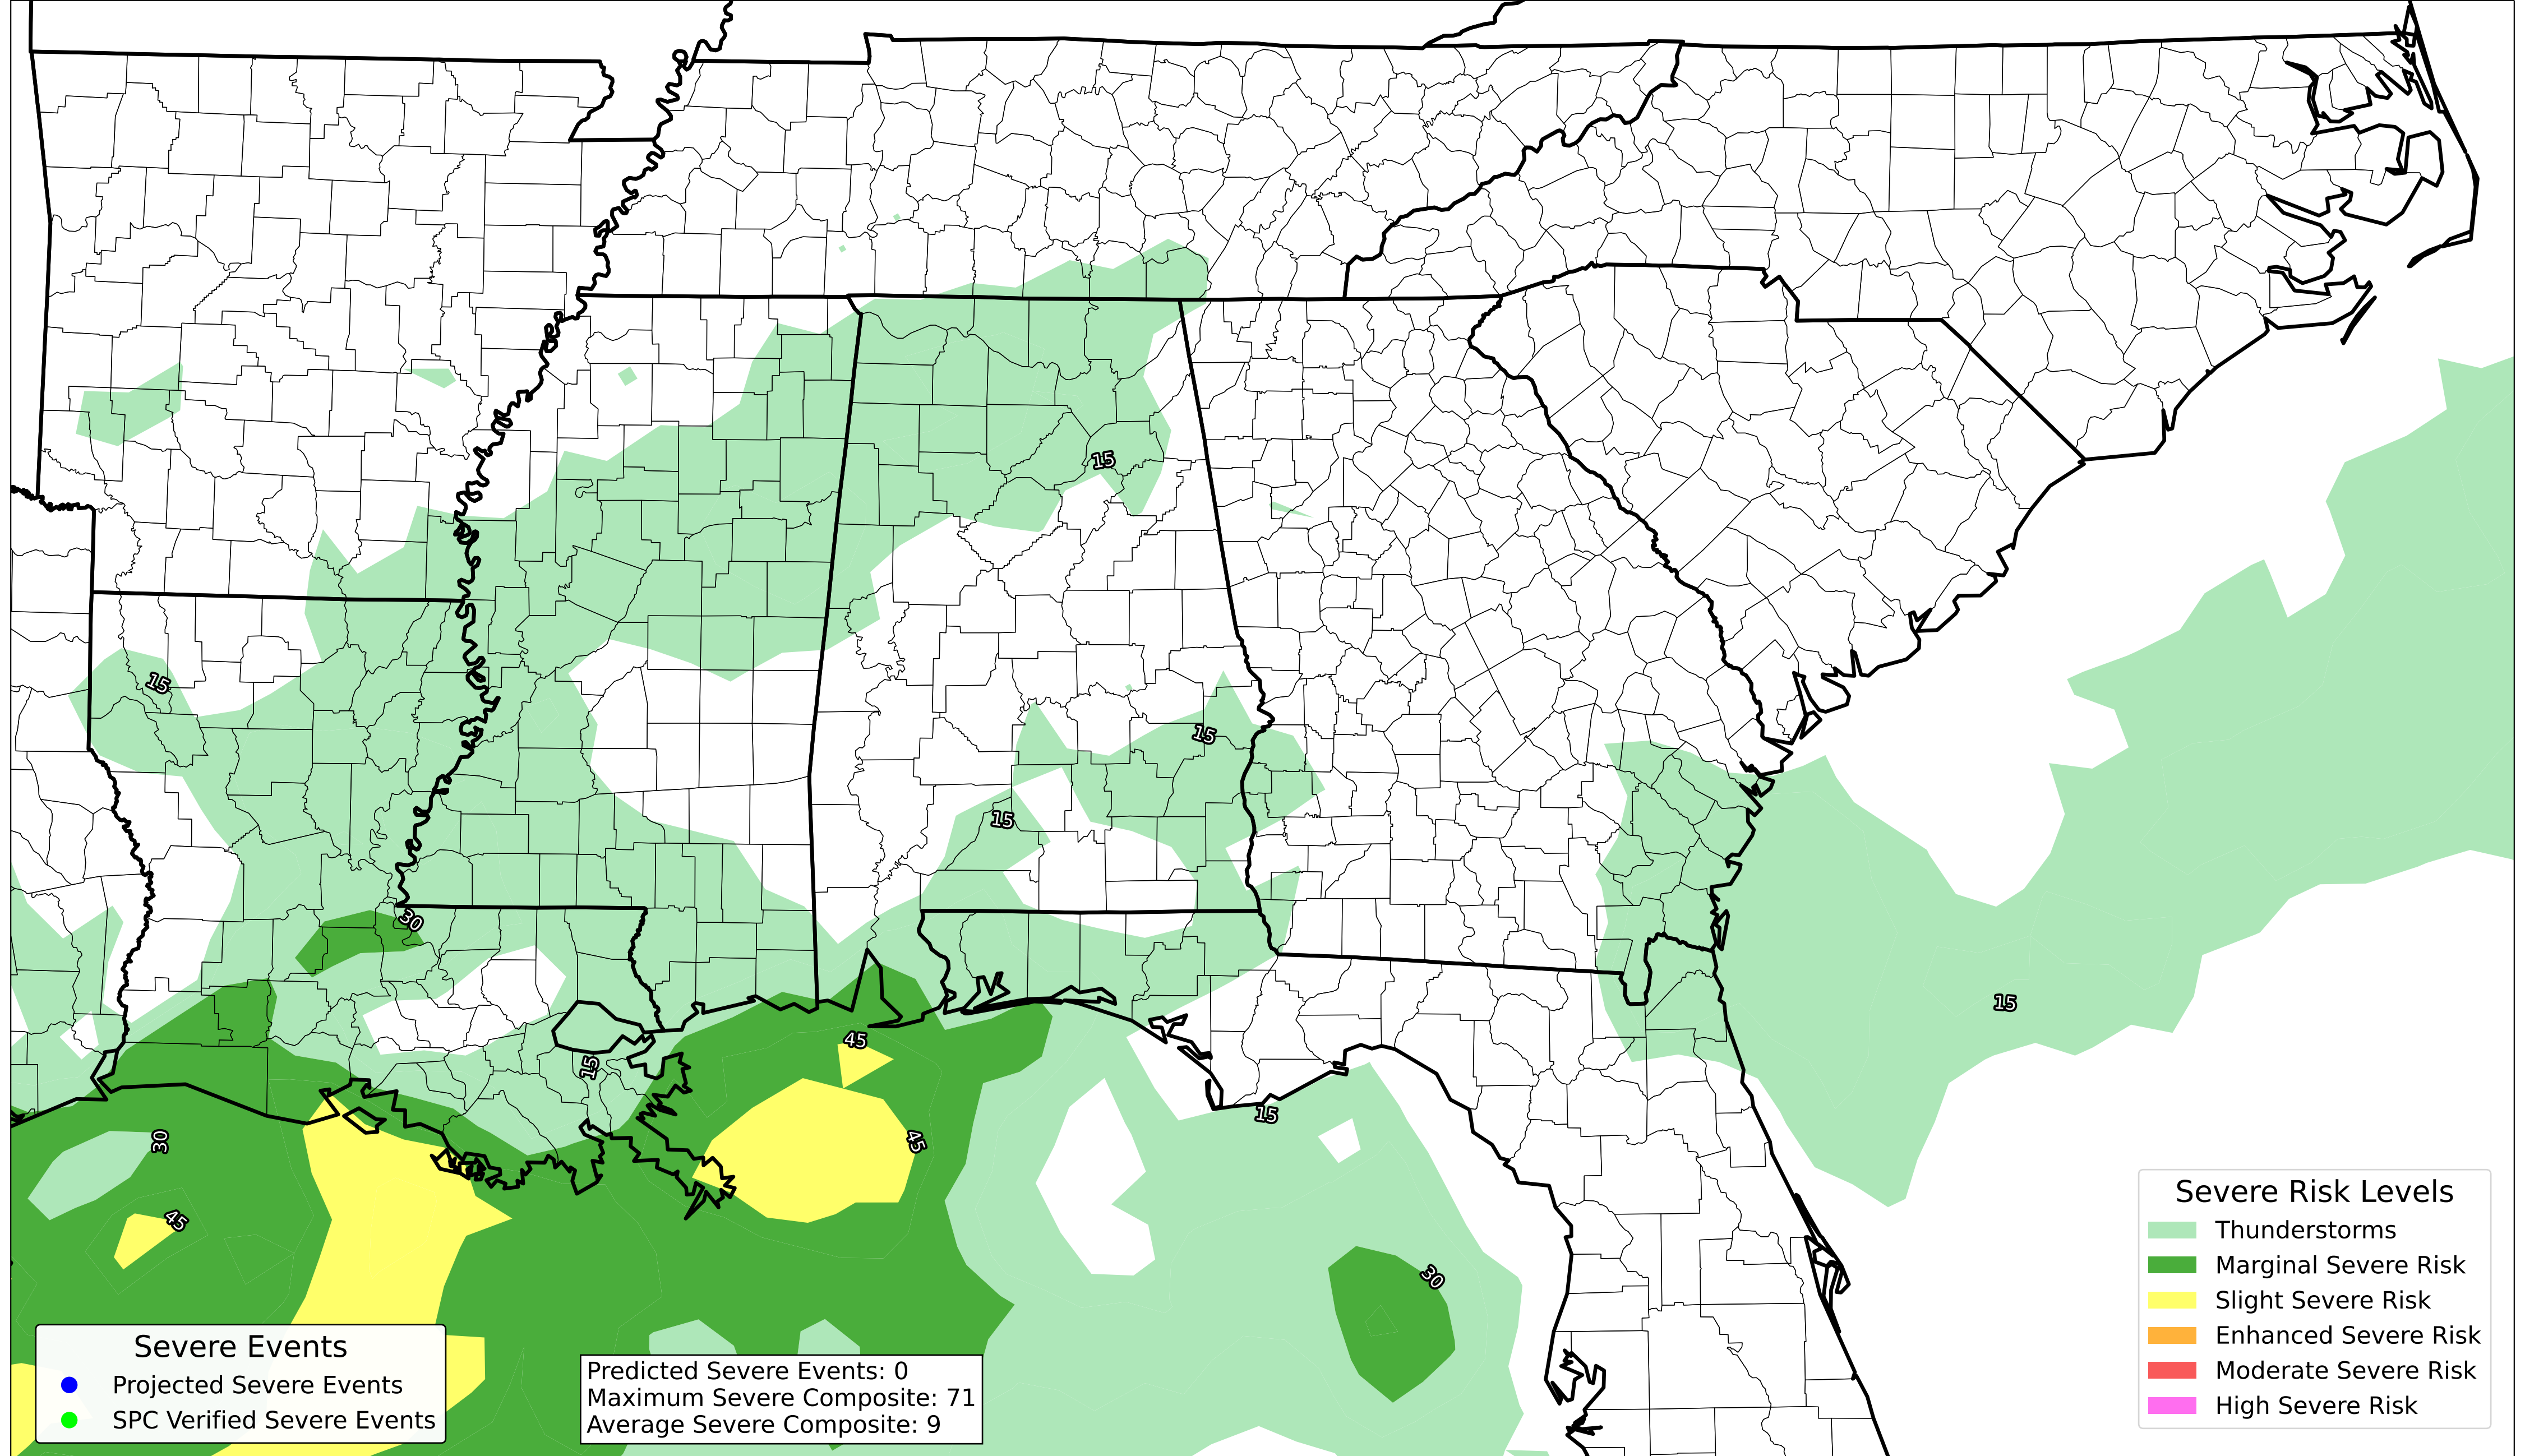 15
15
15
15
30
15
45
15
15
30
45
45
30
Severe Risk Levels
Thunderstorms
Marginal Severe Risk
Slight Severe Risk
Enhanced Severe Risk
Moderate Severe Risk
High Severe Risk
Severe Events
Projected Severe Events
SPC Verified Severe Events
Predicted Severe Events: 0
Maximum Severe Composite: 71
Average Severe Composite: 9